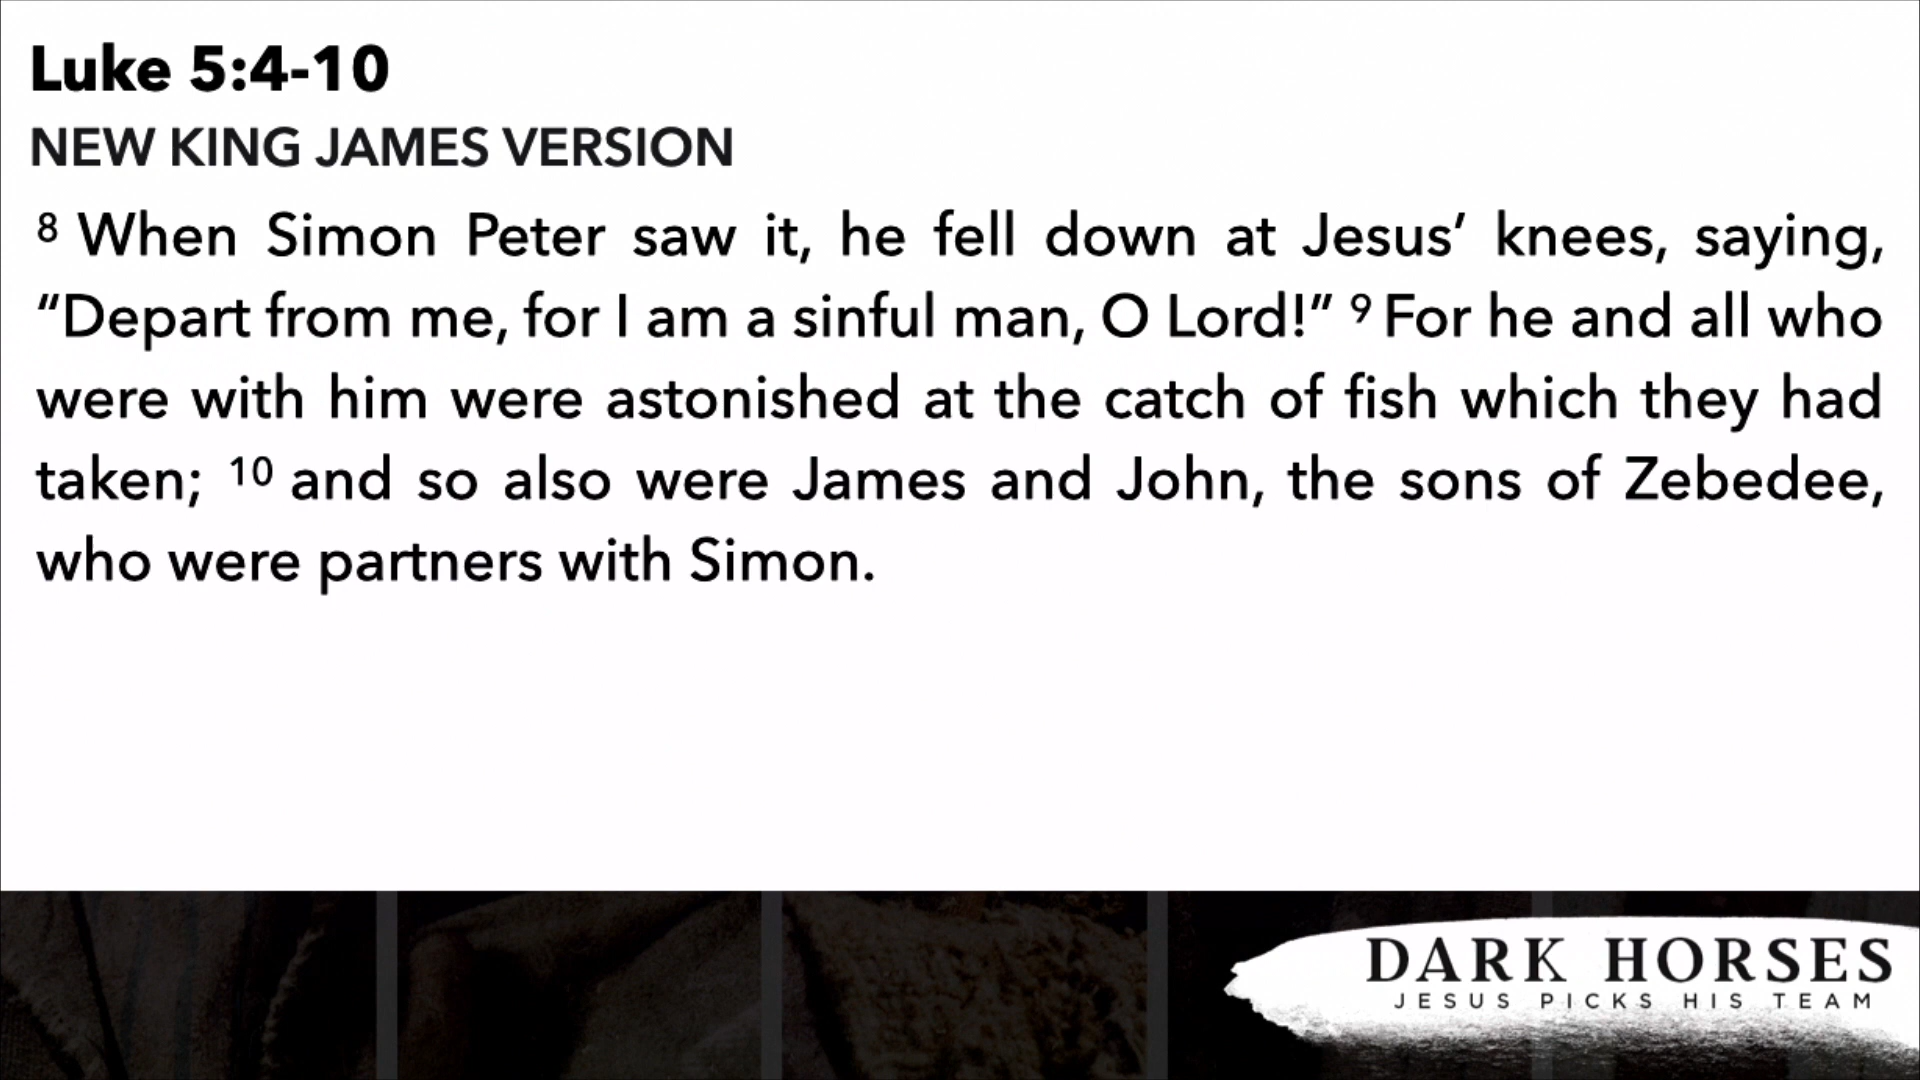 Luke 5:4-10
NEW KING JAMES VERSION
8 When Simon Peter saw it, he fell down at Jesus’ knees, saying,
“Depart from me, for I am a sinful man, O Lord!” 9 For he and all who
were with him were astonished at the catch of fish which they had
taken; 10 and so also were James and John, the sons of Zebedee,
who were partners with Simon.
DARK HORSES
JESUS PICKS HIS TEAM